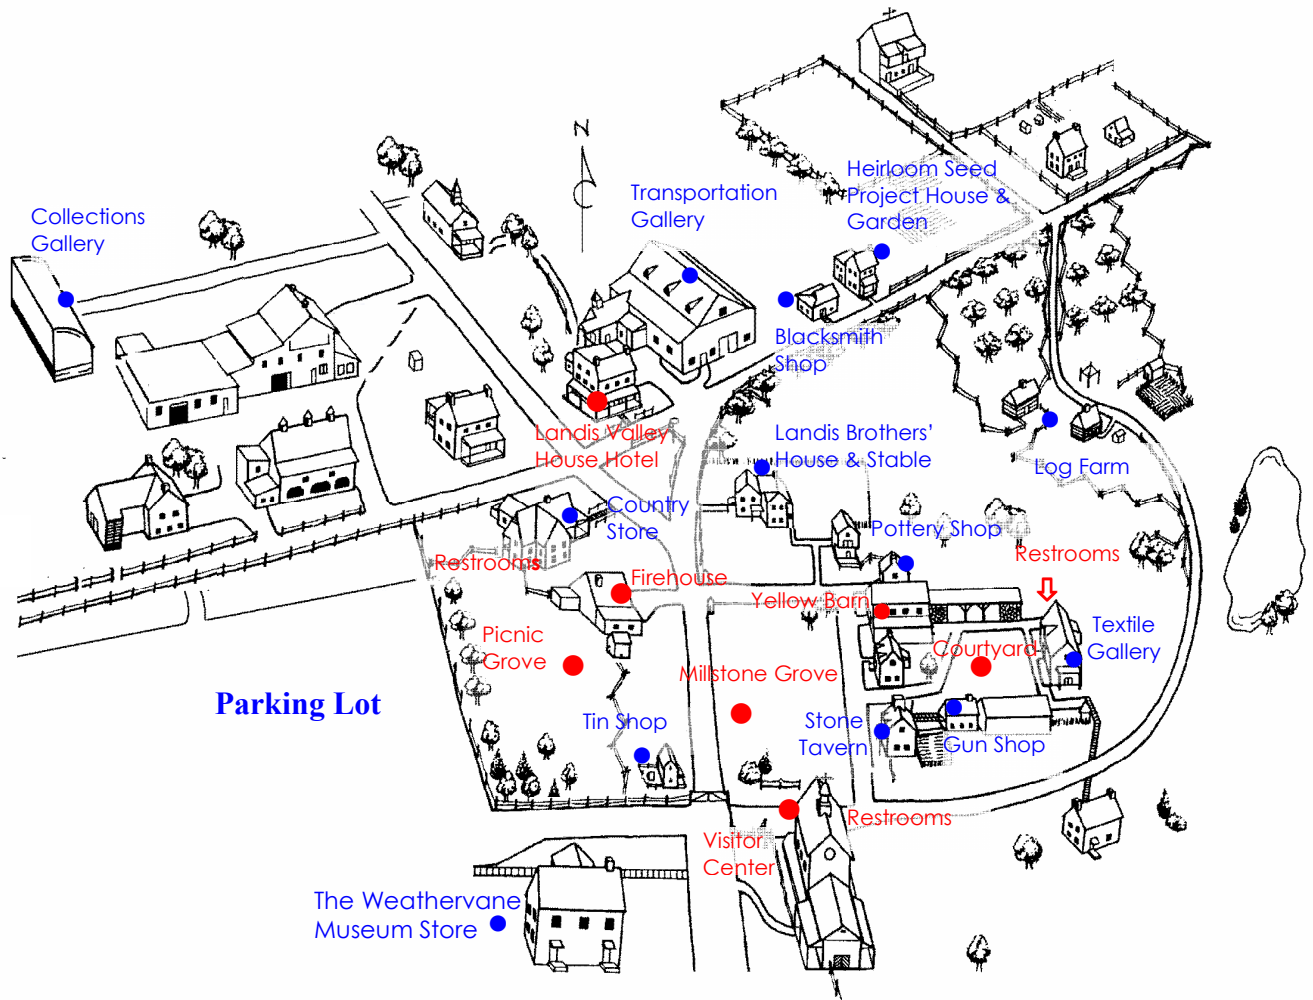 N
Heirloom Seed
Project House &
Garden
Transportation
Gallery
Collections
Gallery
Blacksmith
Shop
Landis Valley
House Hotel
Landis Brothers'
House & Stable
Log Farm
Country
Store
Pottery Shop
Restrooms
Restrooms
Firehouse
Yellow Barn
Picnic
Grove
Courtyard
Textile
Gallery
Millstone Grove
Parking Lot
Tin Shop
Stone
Tavern
Gun Shop
Restrooms
Visitor
Center
The Weathervane
Museum Store